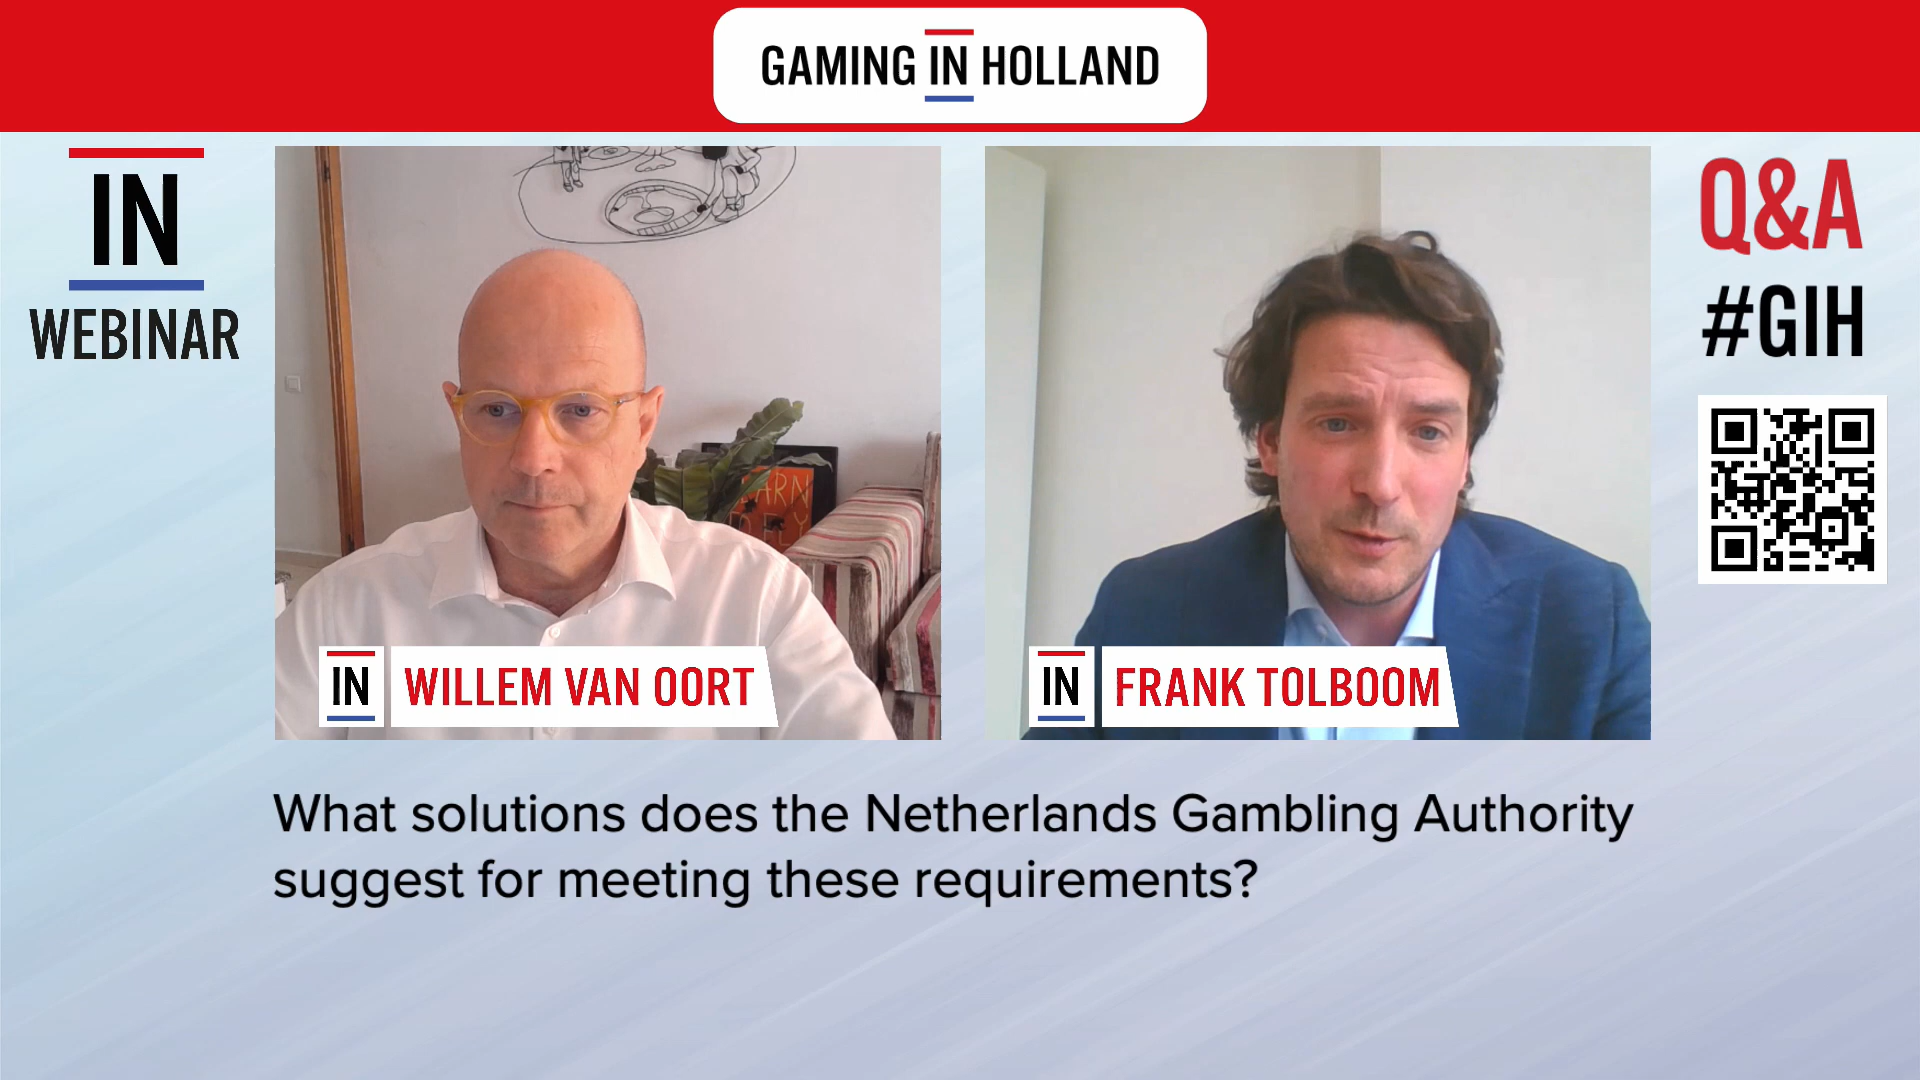 GAMING IN HOLLAND
IN
WEBINAR
Q&A
#GIH
ARN
IN WILLEM VAN OORT
IN FRANK TOLBOOM
What solutions does the Netherlands Gambling Authority
suggest for meeting these requirements?